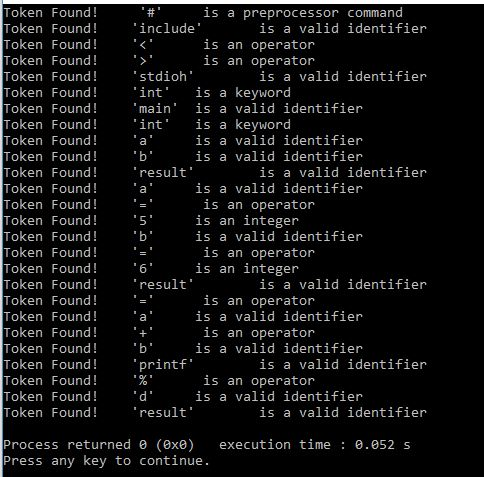 Token Found! '#' is a preprocessor command
Token Found! 'include' is a valid identifier
Token Found! '<' is an operator
Token Found! '>' is an operator
Token Found! 'stdioh' is a valid identifier
Token Found! 'int' is a keyword
Token Found! 'main' is a valid identifier
Token Found! 'int' is a keyword
Token Found! 'a' is a valid identifier
Token Found! 'b' is a valid identifier
Token Found! 'result' is a valid identifier
Token Found! 'a' is a valid identifier
Token Found! '=' is an operator
Token Found! '5' is an integer
Token Found! 'b' is a valid identifier
Token Found! '=' is an operator
Token Found! '6' is an integer
Token Found! 'result' is a valid identifier
Token Found! '=' is an operator
Token Found! 'a' is a valid identifier
Token Found! '+' is an operator
Token Found! 'b' is a valid identifier
Token Found! 'printf' is a valid identifier
Token Found! '%' is an operator
Token Found! 'd' is a valid identifier
Token Found! 'result' is a valid identifier
Process returned 0 (0x0) execution time : 0.052 s
Press any key to continue.